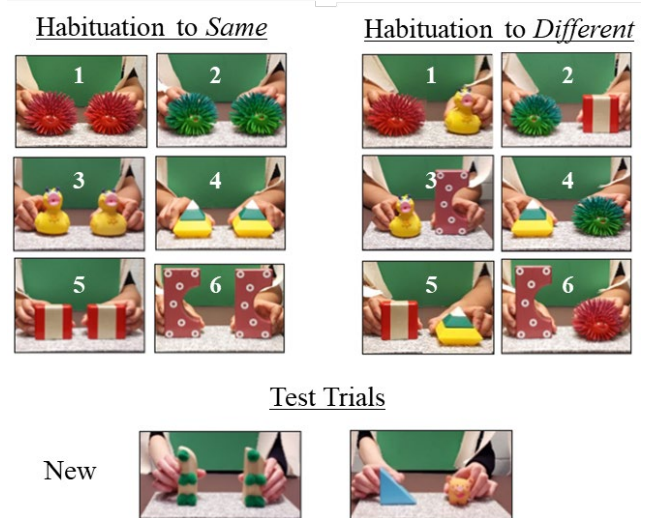 Habituation to Same
Habituation to Different
1 2
1 2
3 4
3 4
5 6
5 6
Test Trials
New